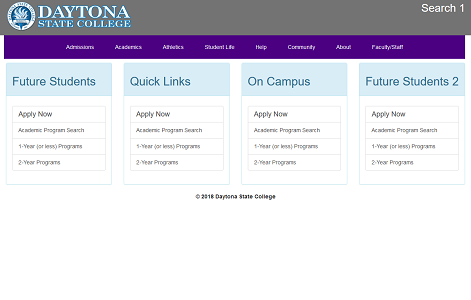 DAYTONA
STATE COLLEGE
Search 1
Admissions Academics Athletics Student Life Help Community About Faculty/Staff
Future Students
Apply Now
Academic Program Search
1-Year (or less) Programs
2-Year Programs
Quick Links
Apply Now
Academic Program Search
1-Year (or less) Programs
2-Year Programs
On Campus
Apply Now
Academic Program Search
1-Year (or less) Programs
2-Year Programs
Future Students 2
Apply Now
Academic Program Search
1-Year (or less) Programs
2-Year Programs
© 2018 Daytona State College